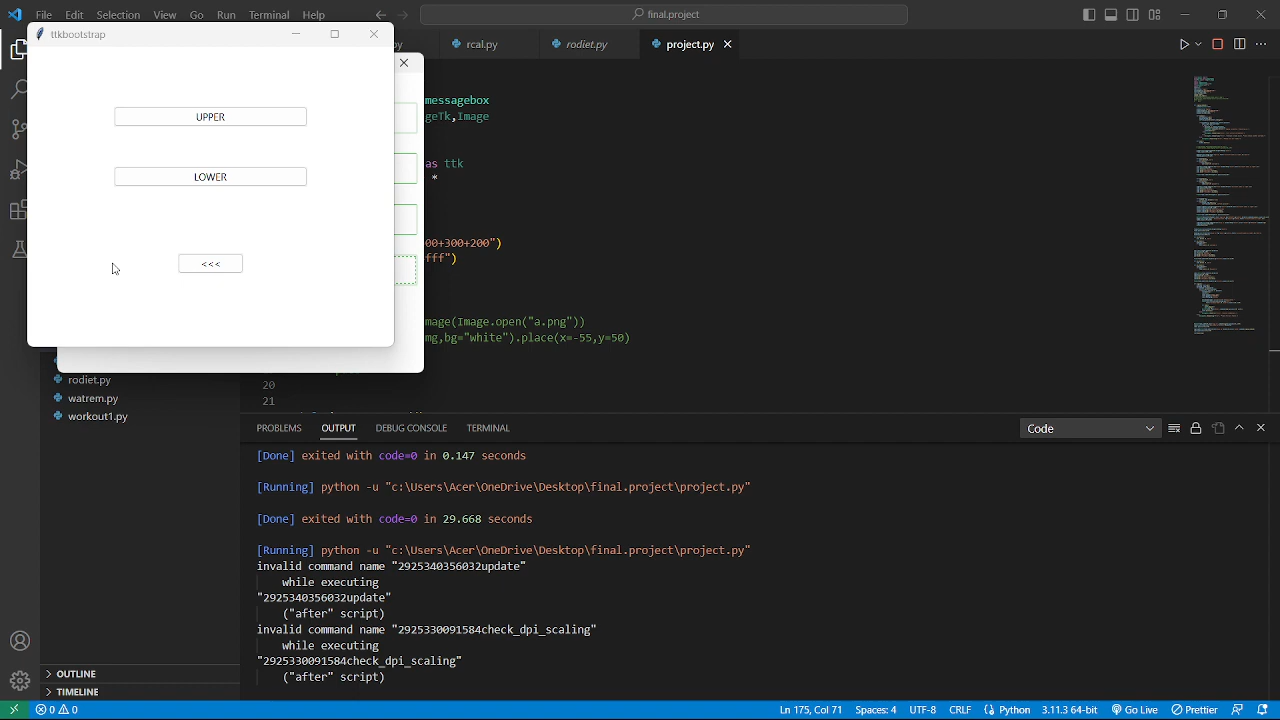 File Edit Selection View Go Run Terminal Help final.project
ttkbootstrap
rcal.py rodiet.py project.py
UPPER
LOWER
<<<
messagebox
geTk,Image
as ttk
*
00+300+200")
fff")
mage(Image.open("a.png"))
mg,bg="white").place(x=-55,y=50)
20
21
rodiet.py
watrem.py
workout1.py
PROBLEMS OUTPUT DEBUG CONSOLE TERMINAL Code
[Done] exited with code=0 in 0.147 seconds
[Running] python -u "c:\Users\Acer\OneDrive\Desktop\final.project\project.py"
[Done] exited with code=0 in 29.668 seconds
[Running] python -u "c:\Users\Acer\OneDrive\Desktop\final.project\project.py"
invalid command name "2925340356032update"
while executing
"2925340356032update"
("after" script)
invalid command name "2925330091584check_dpi_scaling"
while executing
"2925330091584check_dpi_scaling"
("after" script)
OUTLINE
TIMELINE
0 0 Ln 175, Col 71 Spaces: 4 UTF-8 CRLF Python 3.11.3 64-bit Go Live Prettier